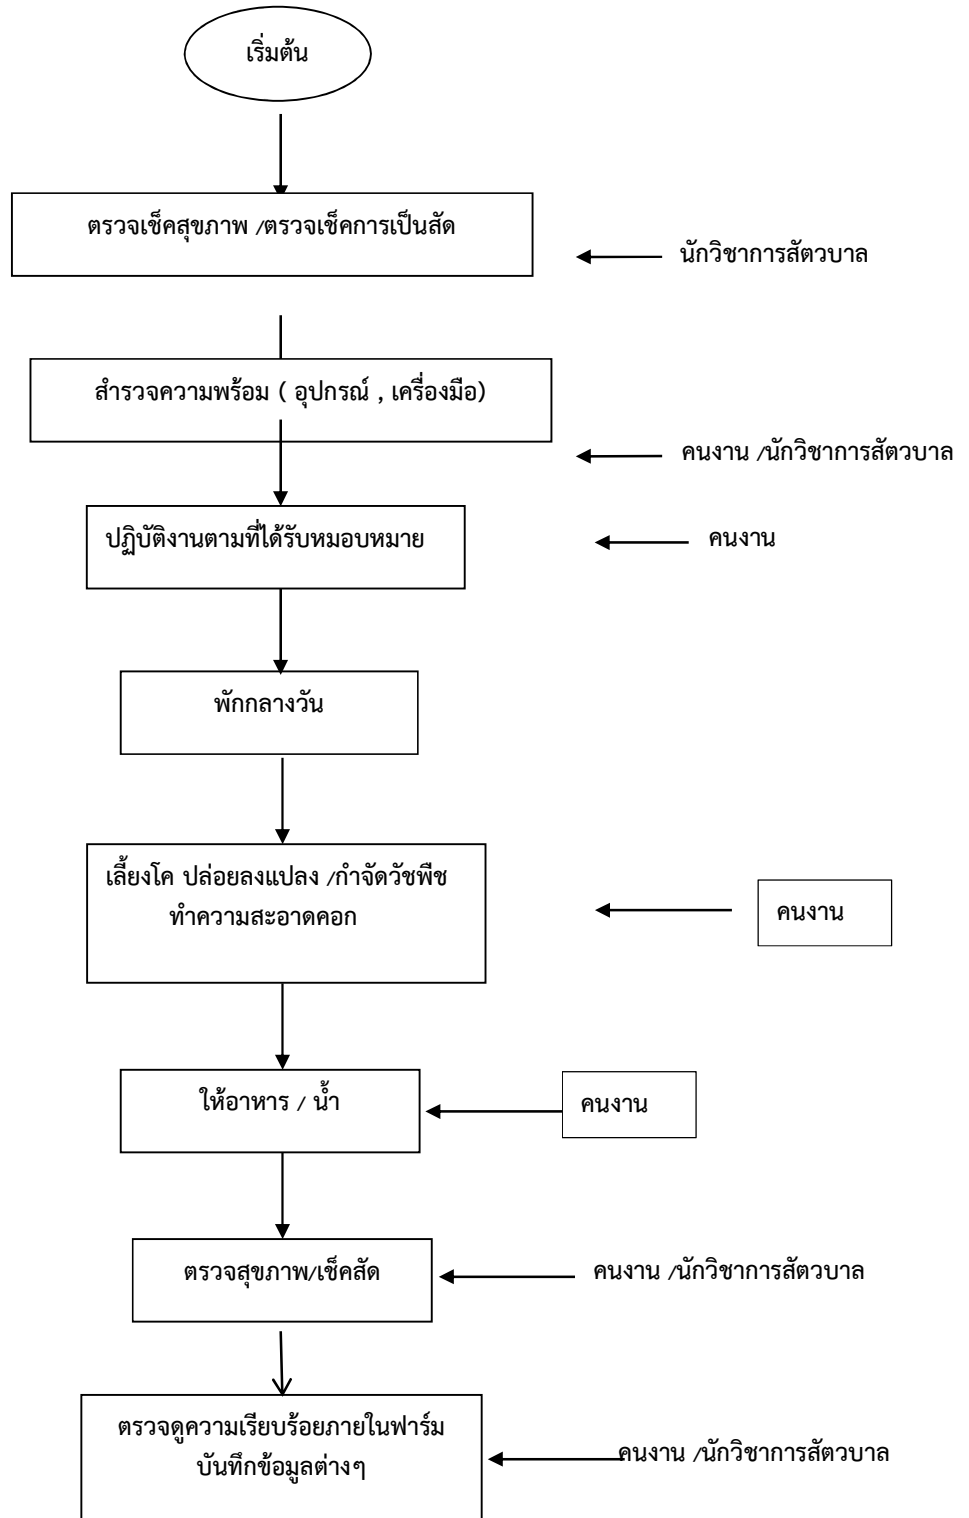 เริ่มต้น
ตรวจเช็คสุขภาพ /ตรวจเช็คการเป็นสัด
นักวิชาการสัตวบาล
สำรวจความพร้อม ( อุปกรณ์ , เครื่องมือ)
คนงาน /นักวิชาการสัตวบาล
ปฏิบัติงานตามที่ได้รับหมอบหมาย
คนงาน
พักกลางวัน
เลี้ยงโค ปล่อยลงแปลง /กำจัดวัชพืช
ทำความสะอาดคอก
คนงาน
ให้อาหาร / น้ำ
คนงาน
ตรวจสุขภาพ/เช็คสัด
คนงาน /นักวิชาการสัตวบาล
ตรวจดูความเรียบร้อยภายในฟาร์ม
บันทึกข้อมูลต่างๆ
คนงาน /นักวิชาการสัตวบาล